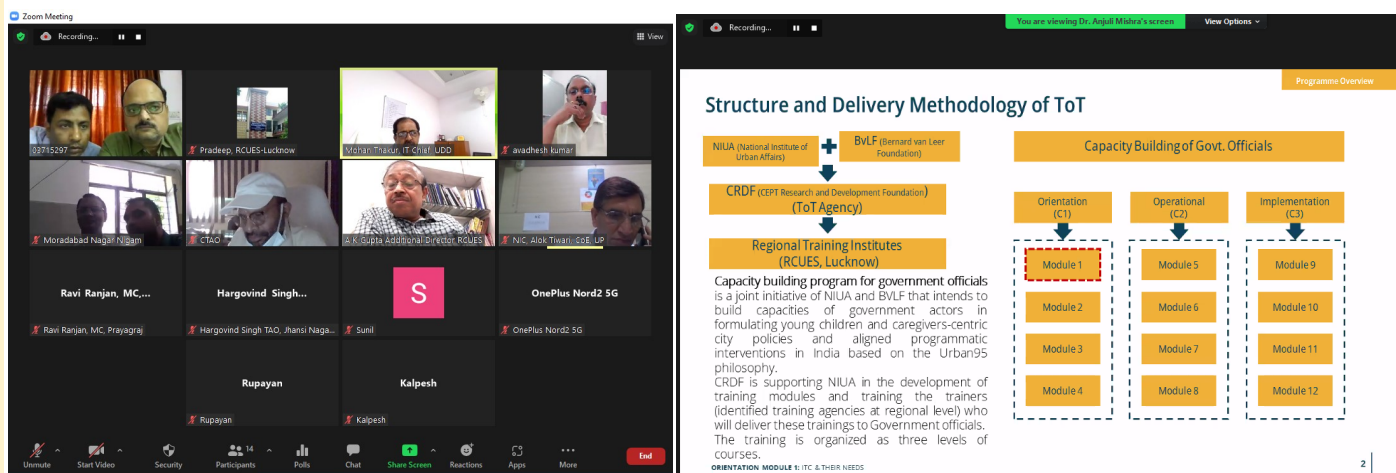 Zoom Meeting
Recording...
View
03715297
Pradeep, RCUES-Lucknow
Mohan Thakur, IT Chief, UDD
avadhesh kumar
Moradabad Nagar Nigam
CTAO
A K Gupta Additional Director RCUES
NIC, Alok Tiwari, CoE, UP
Ravi Ranjan, MC,...
Hargovind Singh...
S
OnePlus Nord2 5G
Ravi Ranjan, MC, Prayagraj
Hargovind Singh TAO, Jhansi Naga...
Sunil
OnePlus Nord2 5G
Rupayan
Kalpesh
Rupayan
Kalpesh
Unmute
Start Video
Security
14
Participants
Polls
Chat
Share Screen
Reactions
Apps
More
End
Recording...
You are viewing Dr. Anjuli Mishra's screen
View Options
Programme Overview
Structure and Delivery Methodology of ToT
NIUA (National Institute of
Urban Affairs)
BvLF (Bernard van Leer
Foundation)
CRDF (CEPT Research and Development Foundation)
(ToT Agency)
Regional Training Institutes
(RCUES, Lucknow)
Capacity building program for government officials
is a joint initiative of NIUA and BVLF that intends to
build capacities of government actors in
formulating young children and caregivers-centric
city policies and aligned programmatic
interventions in India based on the Urban95
philosophy.
CRDF is supporting NIUA in the development of
training modules and training the trainers
(identified training agencies at regional level) who
will deliver these trainings to Government officials.
The training is organized as three levels of
courses.
Capacity Building of Govt. Officials
Orientation
(C1)
Operational
(C2)
Implementation
(C3)
Module 1
Module 5
Module 9
Module 2
Module 6
Module 10
Module 3
Module 7
Module 11
Module 4
Module 8
Module 12
ORIENTATION MODULE 1: ITC & THEIR NEEDS
2